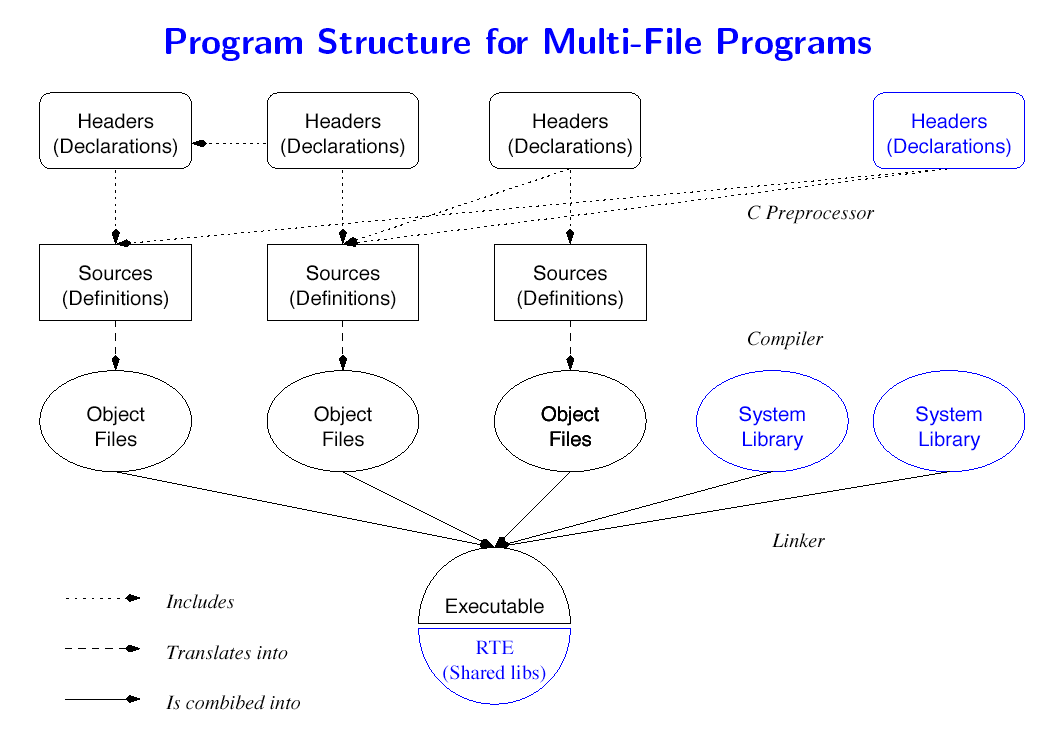 Program Structure for Multi-File Programs
Headers
(Declarations)
Headers
(Declarations)
Headers
(Declarations)
Headers
(Declarations)
C Preprocessor
Sources
(Definitions)
Sources
(Definitions)
Sources
(Definitions)
Compiler
Object
Files
Object
Files
Object
Files
System
Library
System
Library
Linker
Executable
RTE
(Shared libs)
Includes
Translates into
Is combibed into